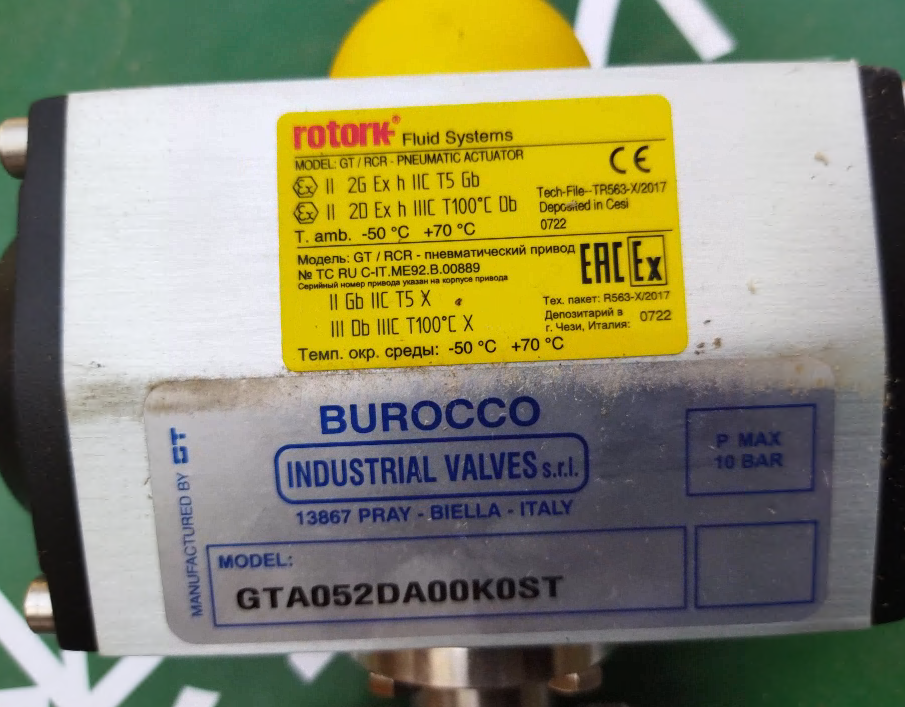 rotork® Fluid Systems
MODEL: GT / RCR - PNEUMATIC ACTUATOR
CE
Ex II 2G Ex h IIC T5 Gb
Ex II 2D Ex h IIIC T100°C Db
Tech-File--TR563-X/2017
Deposited in Cesi
0722
T. amb. -50 °C +70 °C
Модель: GT / RCR - пневматический привод
№ TC RU C-IT.ME92.B.00889
Серийный номер привода указан на корпусе привода
EAC Ex
II Gb IIC T5 X
III Db IIIC T100°C X
Тех. пакет: R563-X/2017
Депозитарий в
г. Чези, Италия: 0722
Темп. окр. среды: -50 °C +70 °C
BUROCCO
INDUSTRIAL VALVES s.r.l.
13867 PRAY - BIELLA - ITALY
P MAX
10 BAR
MANUFACTURED BY GT
MODEL:
GTA052DA00K0ST